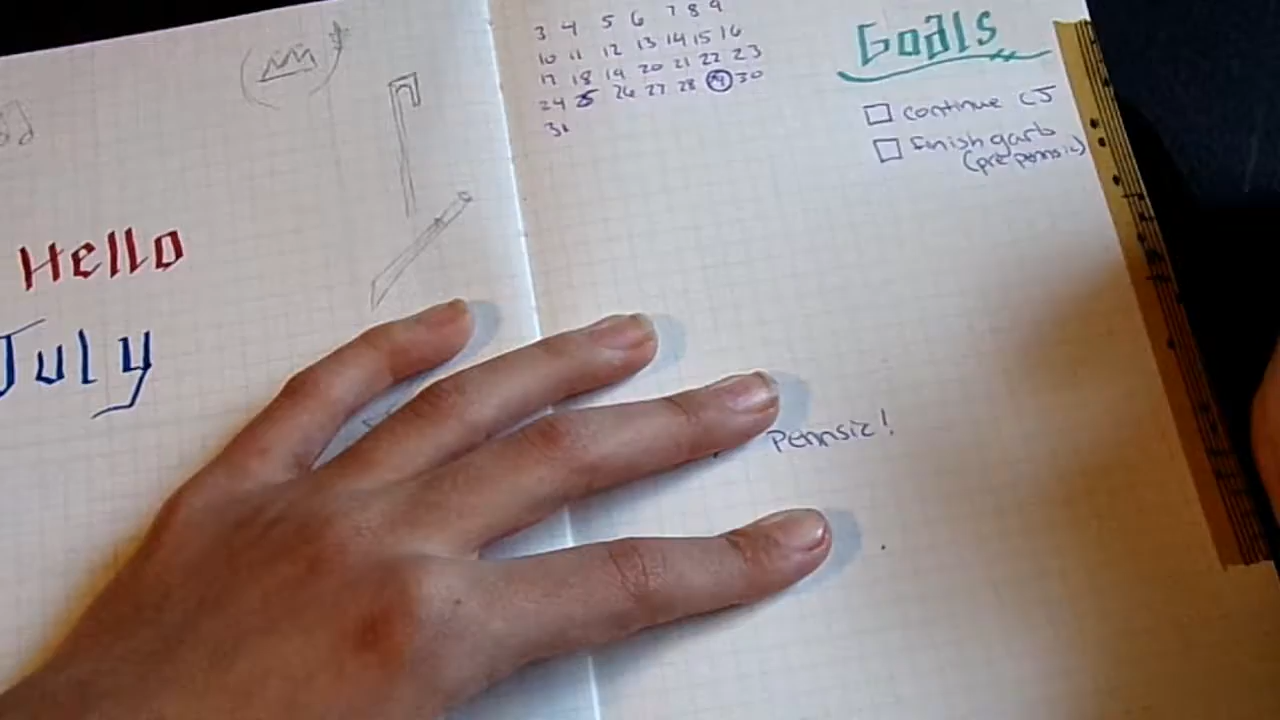 Hello
July
3 4 5 6 7 8 9
10 11 12 13 14 15 16
17 18 19 20 21 22 23
24 25 26 27 28 29 30
31
Goals
continue CJ
finish garb
(pre pennsic)
Pennsic!